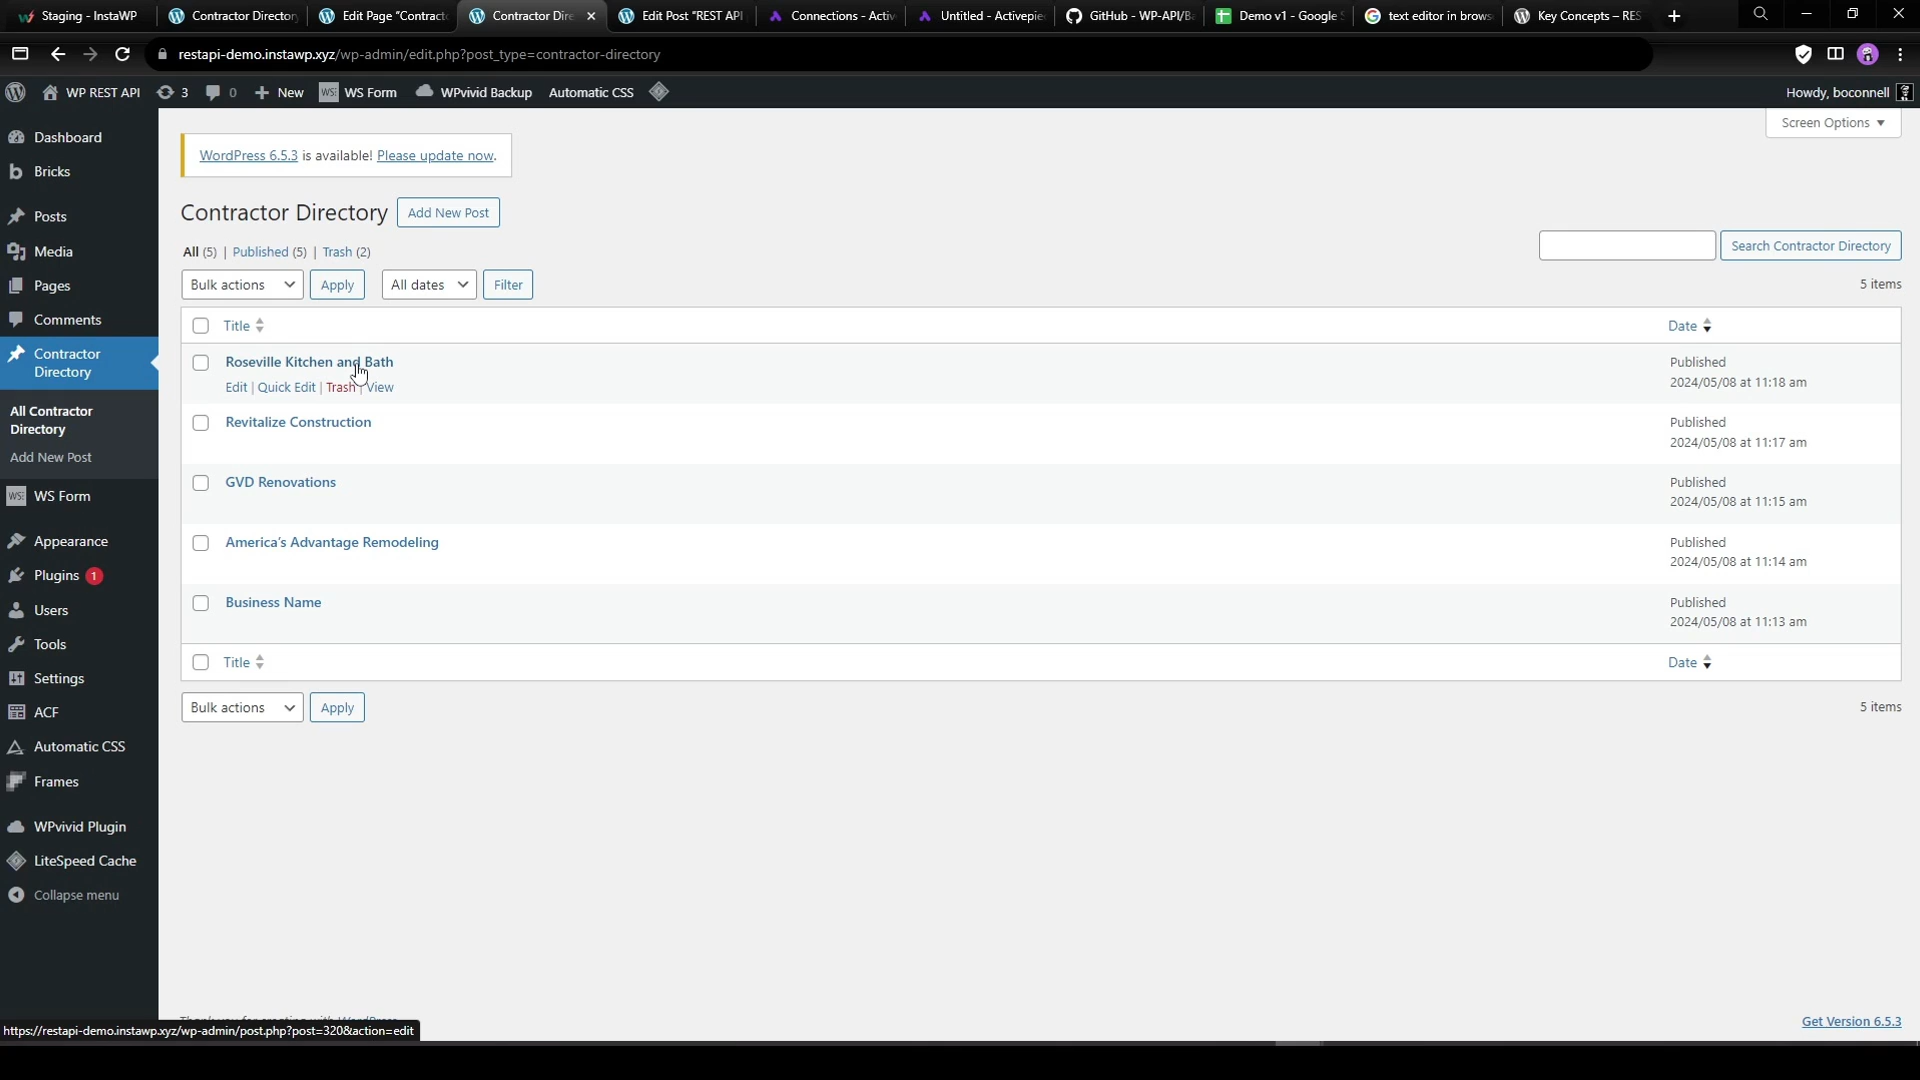 Staging - InstaWP
Contractor Directory
Edit Page "Contract
Contractor Dire
Edit Post "REST API
Connections - Activ
Untitled - Activepie
GitHub - WP-API/Ba
Demo v1 - Google
text editor in brows
Key Concepts – RES
restapi-demo.instawp.xyz/wp-admin/edit.php?post_type=contractor-directory
WP REST API
3
0
New
WS Form
WPvivid Backup
Automatic CSS
Howdy, boconnell
Dashboard
Bricks
Posts
Media
Pages
Comments
Contractor
Directory
All Contractor
Directory
Add New Post
WS Form
Appearance
Plugins 1
Users
Tools
Settings
ACF
Automatic CSS
Frames
WPvivid Plugin
LiteSpeed Cache
Collapse menu
Screen Options
WordPress 6.5.3 is available! Please update now.
Contractor Directory Add New Post
All (5) | Published (5) | Trash (2)
Search Contractor Directory
Bulk actions Apply All dates Filter
5 items
Title Date
Roseville Kitchen and Bath
Edit | Quick Edit | Trash | View
Published
2024/05/08 at 11:18 am
Revitalize Construction
Published
2024/05/08 at 11:17 am
GVD Renovations
Published
2024/05/08 at 11:15 am
America's Advantage Remodeling
Published
2024/05/08 at 11:14 am
Business Name
Published
2024/05/08 at 11:13 am
Title Date
Bulk actions Apply
5 items
https://restapi-demo.instawp.xyz/wp-admin/post.php?post=320&action=edit
Get Version 6.5.3